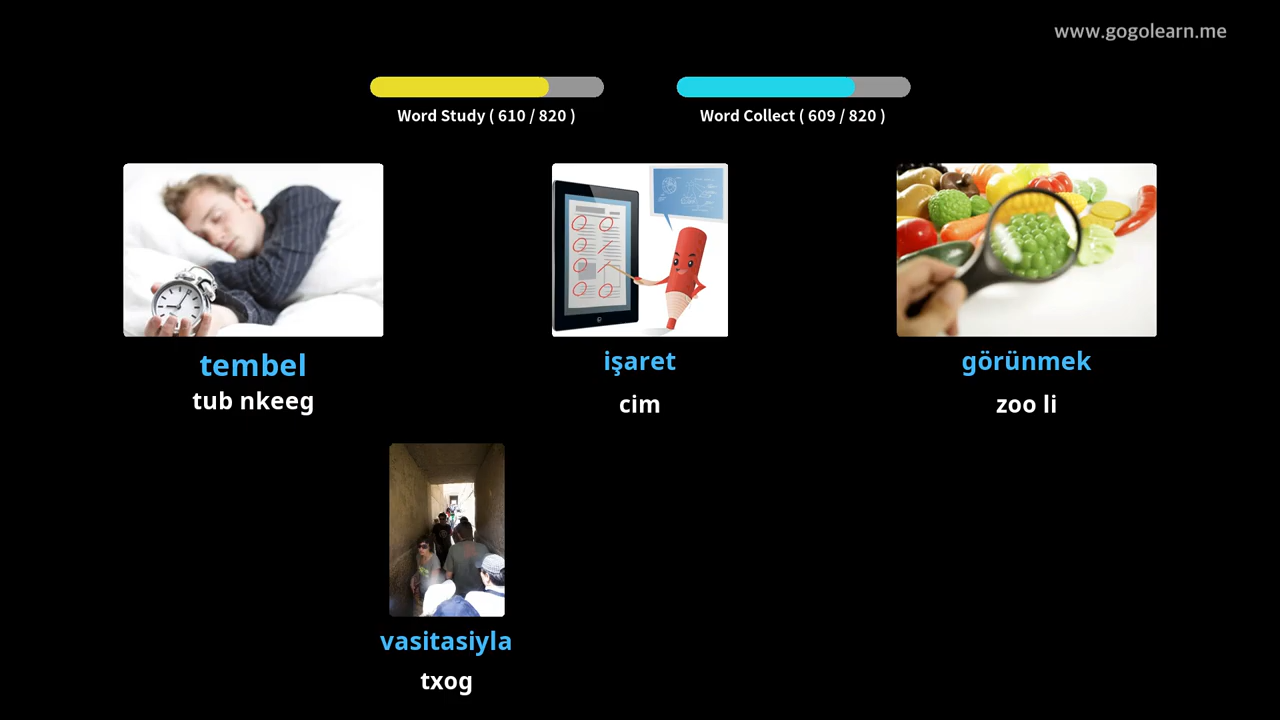 www.gogolearn.me
Word Study ( 610 / 820 )
Word Collect ( 609 / 820 )
tembel
tub nkeeg
işaret
cim
görünmek
zoo li
vasitasiyla
txog